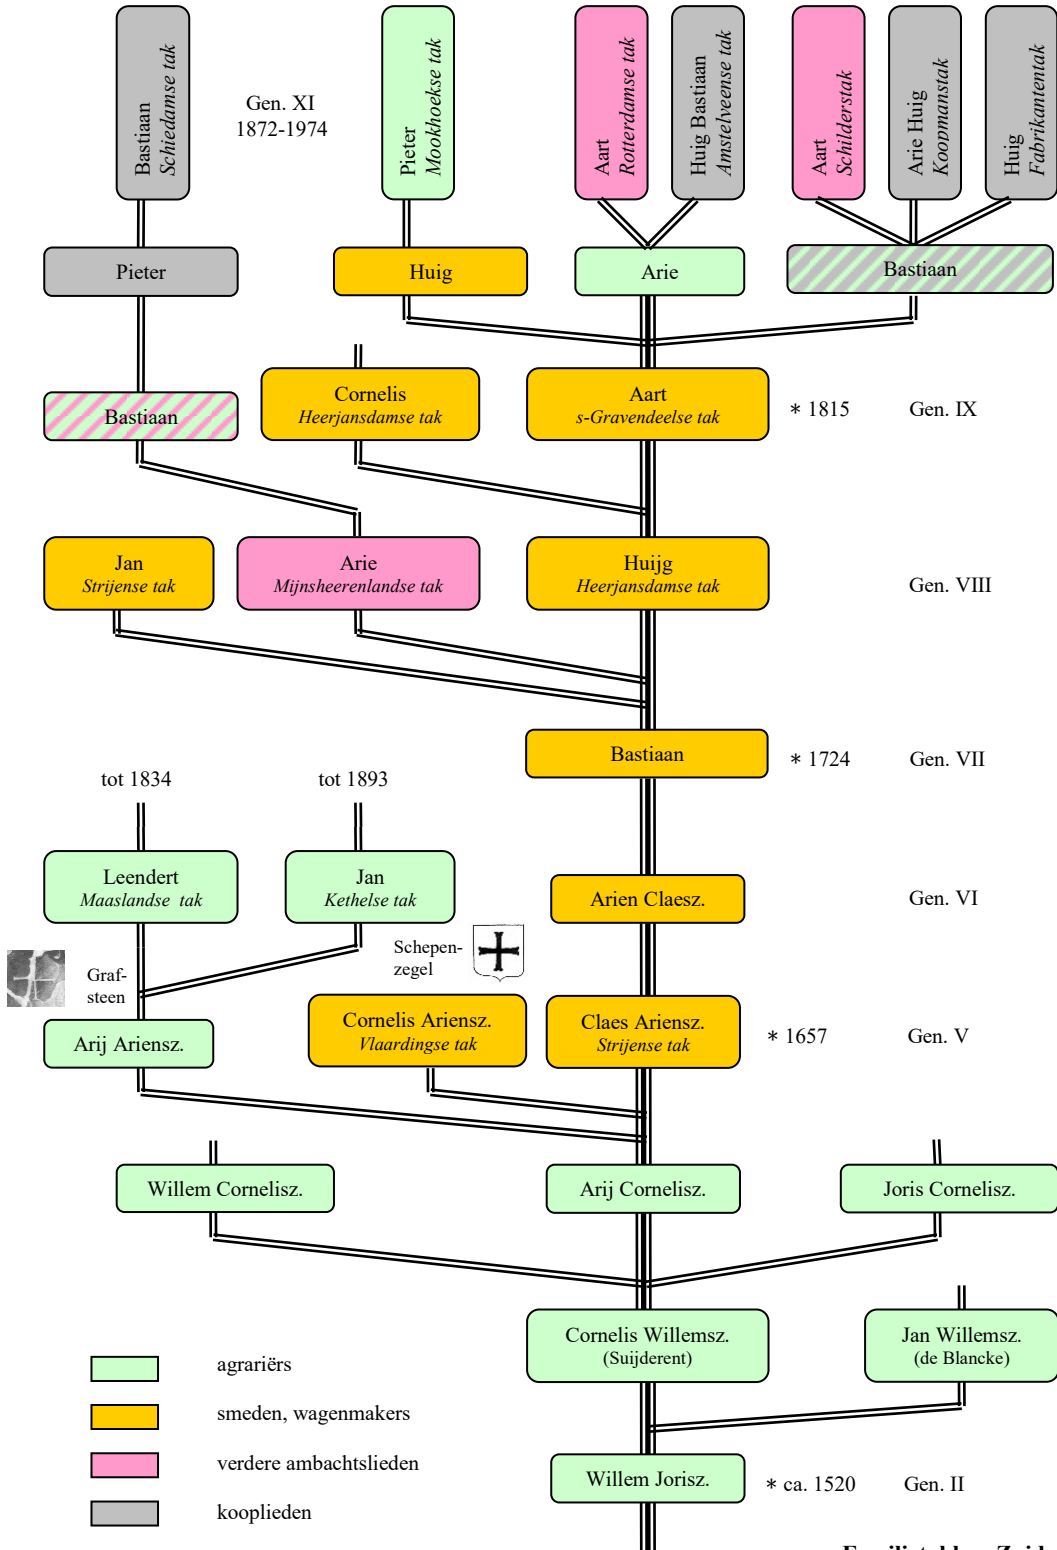 Bastiaan
Schiedamse tak
Gen. XI
1872-1974
Pieter
Mookhoekse tak
Aart
Rotterdamse tak
Huig Bastiaan
Amstelveense tak
Aart
Schilderstak
Arie Huig
Koopmanstak
Huig
Fabrikantentak
Pieter
Huig
Arie
Bastiaan
Bastiaan
Cornelis
Heerjansdamse tak
Aart
s-Gravendeelse tak
* 1815
Gen. IX
Jan
Strijense tak
Arie
Mijnsheerenlandse tak
Huijg
Heerjansdamse tak
Gen. VIII
Bastiaan
* 1724
Gen. VII
tot 1834
tot 1893
Leendert
Maaslandse tak
Jan
Kethelse tak
Arien Claesz.
Gen. VI
Schepen-
zegel
Graf-
steen
Arij Ariensz.
Cornelis Ariensz.
Vlaardingse tak
Claes Ariensz.
Strijense tak
* 1657
Gen. V
Willem Cornelisz.
Arij Cornelisz.
Joris Cornelisz.
Cornelis Willemsz.
(Suijderent)
Jan Willemsz.
(de Blancke)
agrariërs
smeden, wagenmakers
verdere ambachtslieden
kooplieden
Willem Jorisz.
* ca. 1520
Gen. II